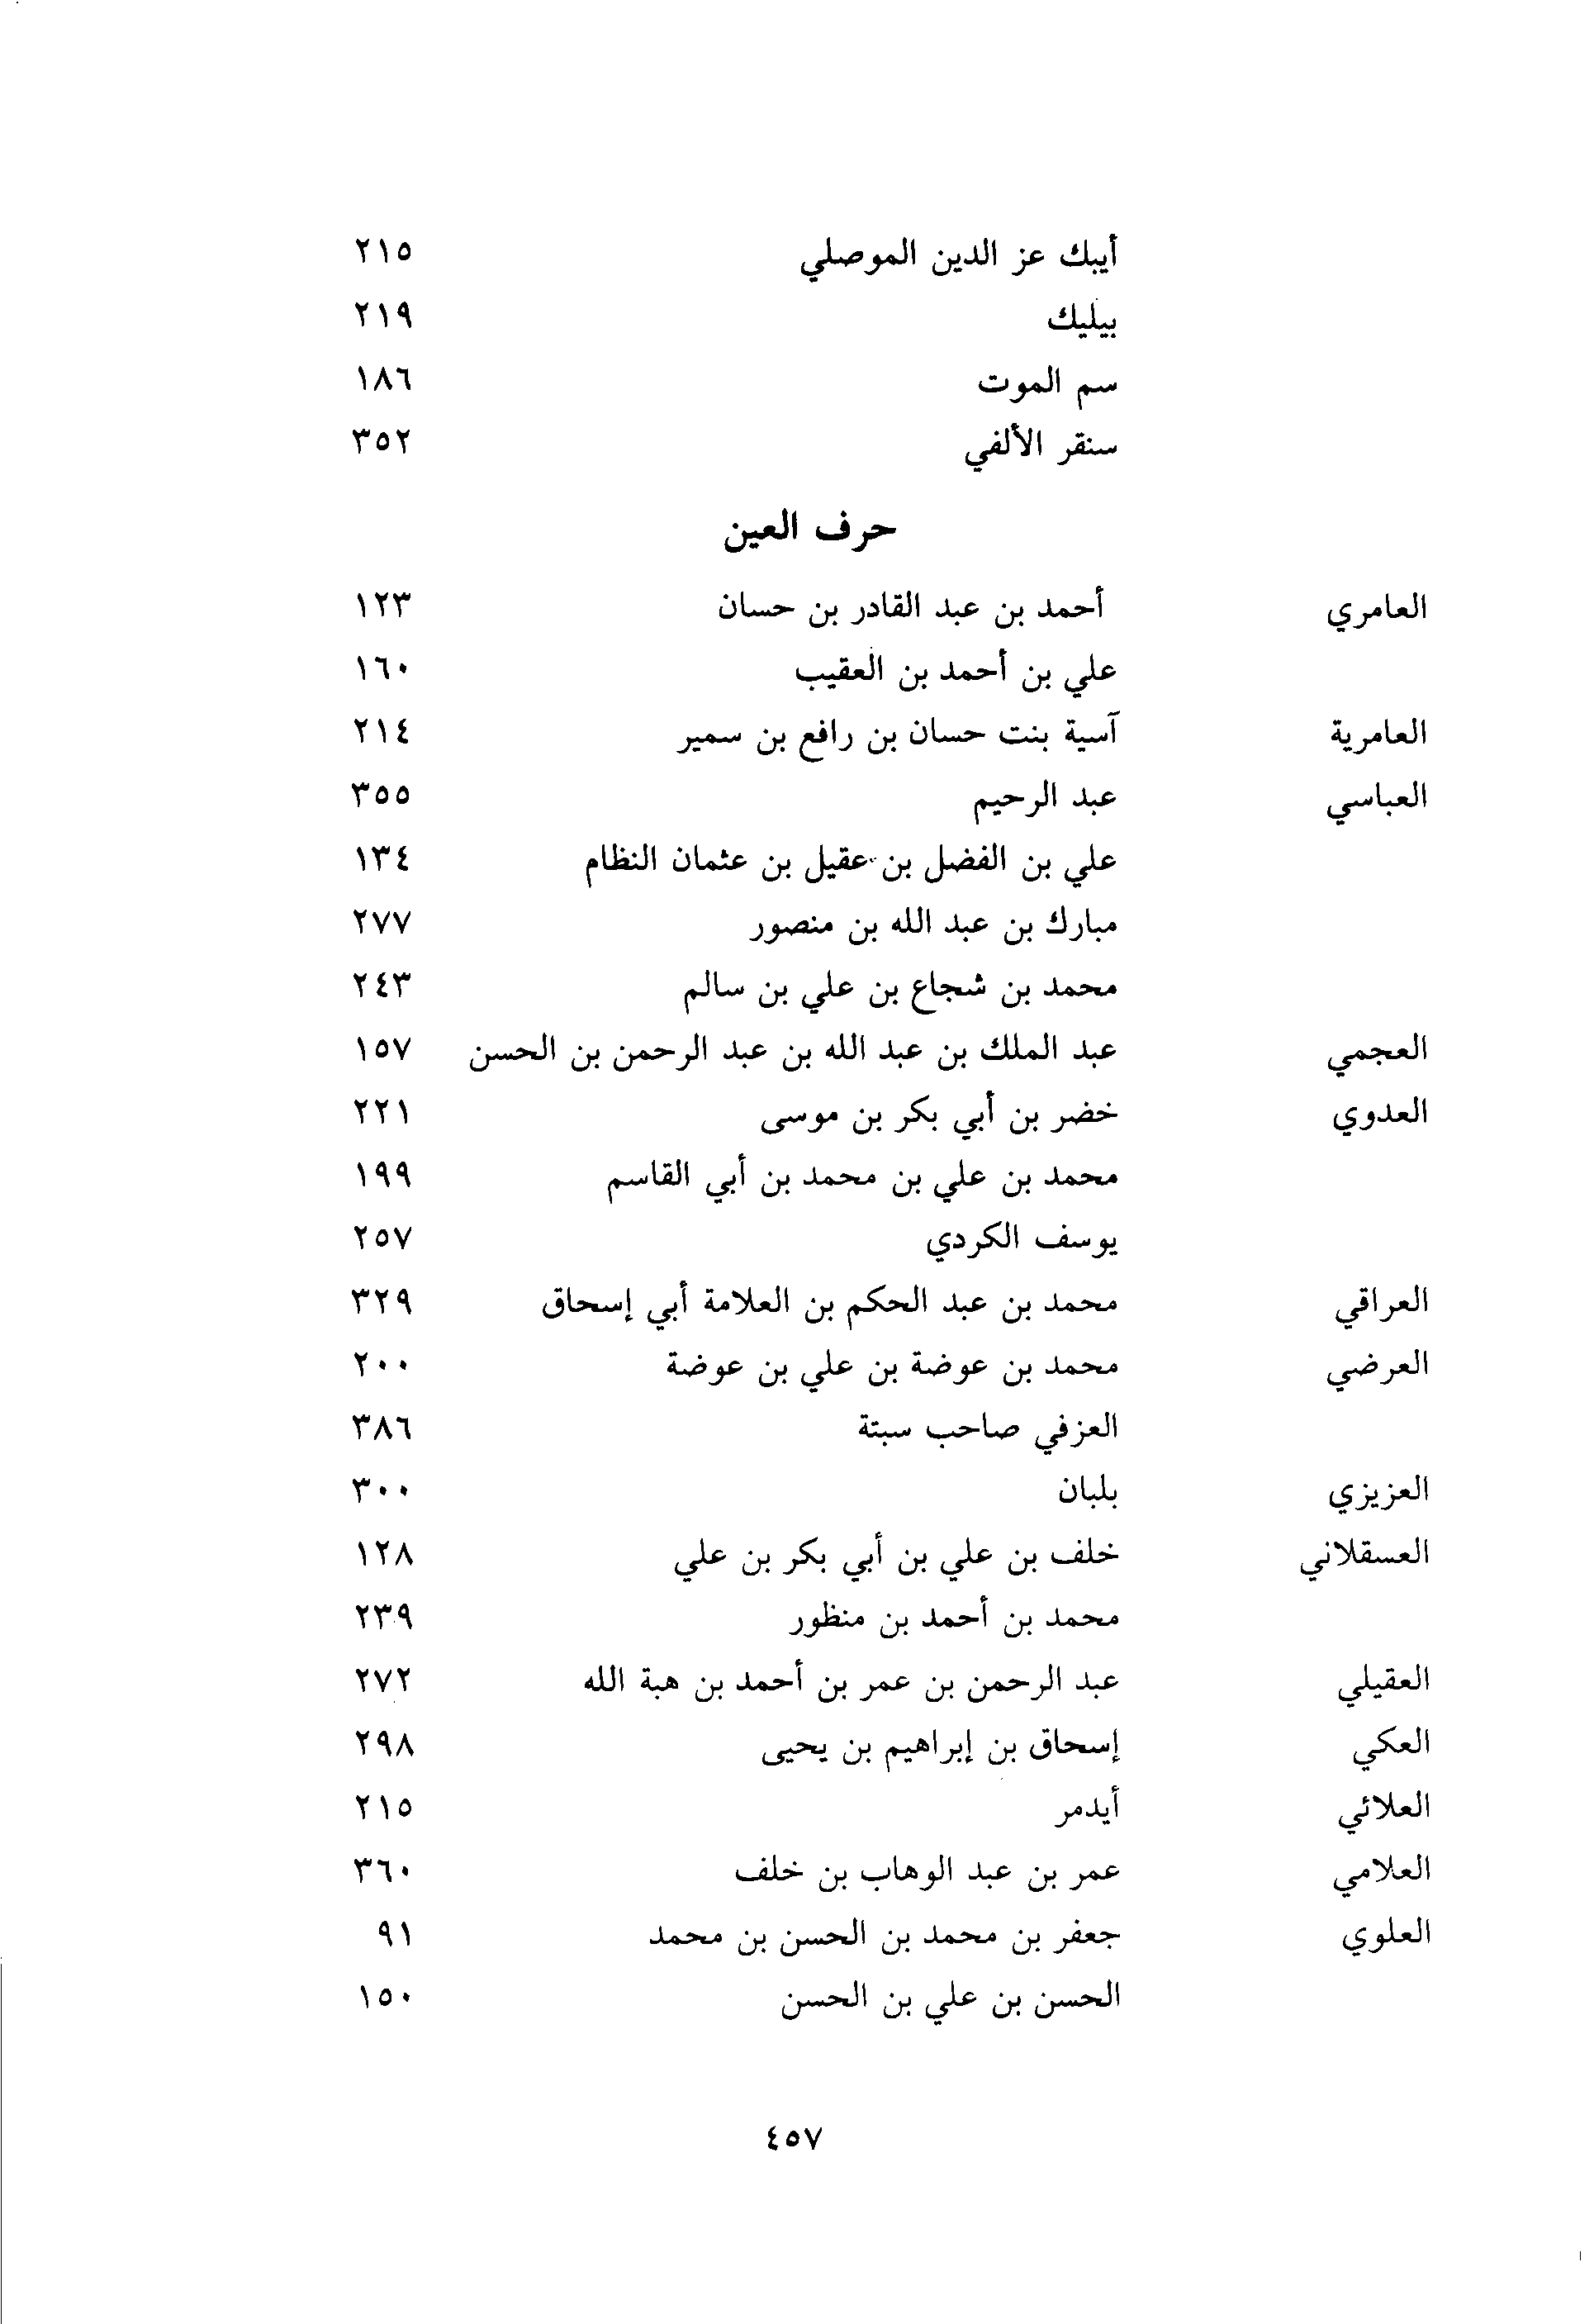 أيبك عز الدين الموصلي ٢١٥
بيليك ٢١٩
سم الموت ١٨٦
سنقر الألفي ٣٥٢
حرف العين
العامري أحمد بن عبد القادر بن حسان ١٢٣
علي بن أحمد بن العقيب ١٦٠
العامرية آسية بنت حسان بن رافع بن سمير ٢١٤
العباسي عبد الرحيم ٣٥٥
علي بن الفضل بن عقيل بن عثمان النظام ١٣٤
مبارك بن عبد الله بن منصور ٢٧٧
محمد بن شجاع بن علي بن سالم ٢٤٣
العجمي عبد الملك بن عبد الله بن عبد الرحمن بن الحسن ١٥٧
العدوي خضر بن أبي بكر بن موسى ٢٢١
محمد بن علي بن محمد بن أبي القاسم ١٩٩
يوسف الكردي ٢٥٧
العراقي محمد بن عبد الحكم بن العلامة أبي إسحاق ٣٢٩
العرضي محمد بن عوضة بن علي بن عوضة ٢٠٠
العزفي صاحب سبتة ٣٨٦
العزيزي بلبان ٣٠٠
العسقلاني خلف بن علي بن أبي بكر بن علي ١٢٨
محمد بن أحمد بن منظور ٢٣٩
العقيلي عبد الرحمن بن عمر بن أحمد بن هبة الله ٢٧٢
العكي إسحاق بن إبراهيم بن يحيى ٢٩٨
العلائي أيدمر ٢١٥
العلامي عمر بن عبد الوهاب بن خلف ٣٦٠
العلوي جعفر بن محمد بن الحسن بن محمد ٩١
الحسن بن علي بن الحسن ١٥٠
٤٥٧